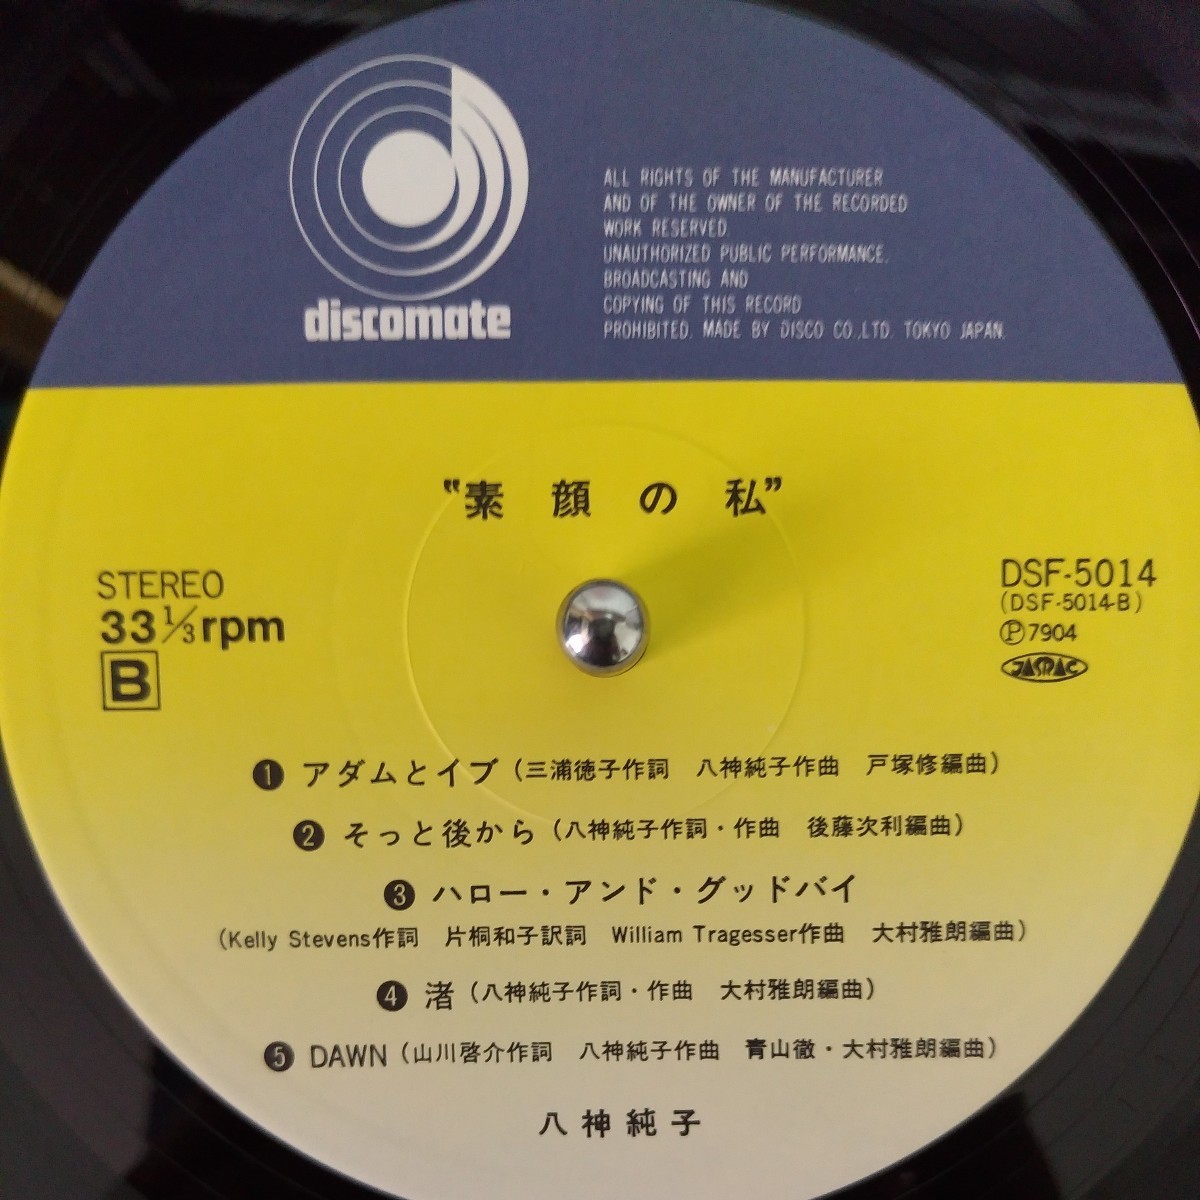 discomate
ALL RIGHTS OF THE MANUFACTURER
AND OF THE OWNER OF THE RECORDED
WORK RESERVED.
UNAUTHORIZED PUBLIC PERFORMANCE.
BROADCASTING AND
COPYING OF THIS RECORD
PROHIBITED. MADE BY DISCO CO.,LTD. TOKYO JAPAN.
“素顔の私”
STEREO
33 1/3 rpm
B
DSF-5014
(DSF-5014-B)
Ⓟ7904
JASRAC
❶ アダムとイブ（三浦徳子作詞　八神純子作曲　戸塚修編曲）
❷ そっと後から（八神純子作詞・作曲　後藤次利編曲）
❸ ハロー・アンド・グッドバイ
（Kelly Stevens作詞　片桐和子訳詞　William Tragesser作曲　大村雅朗編曲）
❹ 渚（八神純子作詞・作曲　大村雅朗編曲）
❺ DAWN（山川啓介作詞　八神純子作曲　青山徹・大村雅朗編曲）
八神純子